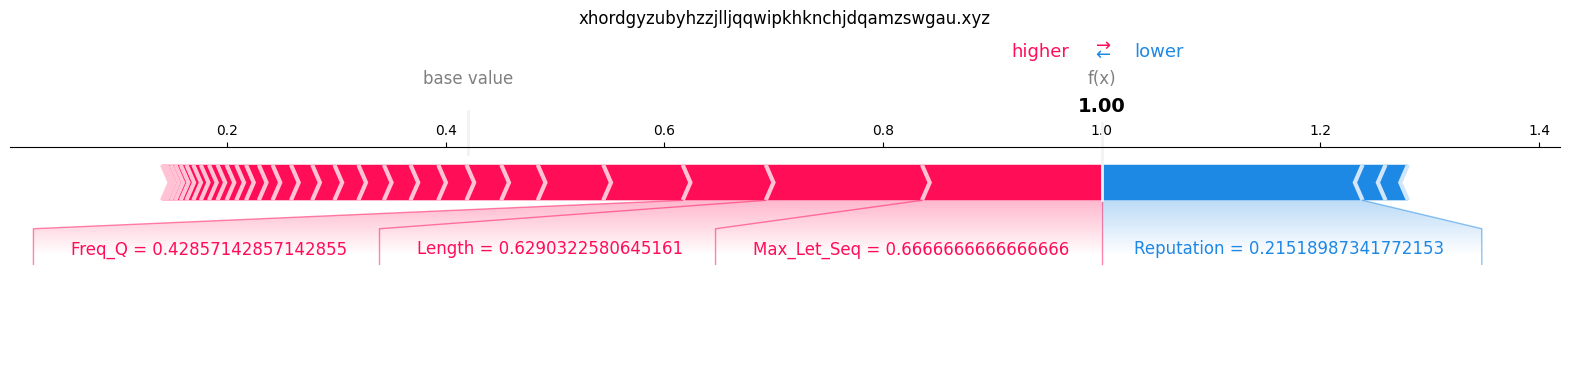 xhordgyzubyhzzjlljqqwipkhknchjdqamzswgau.xyz
higher ⇄ lower
base value f(x)
1.00
0.2 0.4 0.6 0.8 1.0 1.2 1.4
Freq_Q = 0.42857142857142855 Length = 0.6290322580645161 Max_Let_Seq = 0.6666666666666666 Reputation = 0.21518987341772153